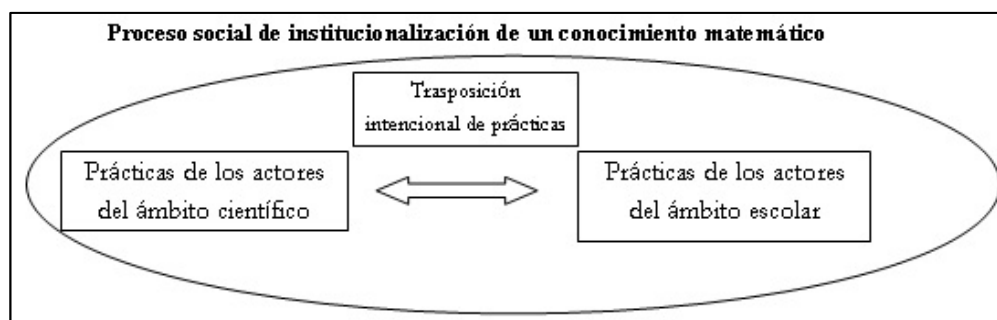 Proceso social de institucionalización de un conocimiento matemático
Trasposición
intencional de prácticas
Prácticas de los actores
del ámbito científico
Prácticas de los actores
del ámbito escolar